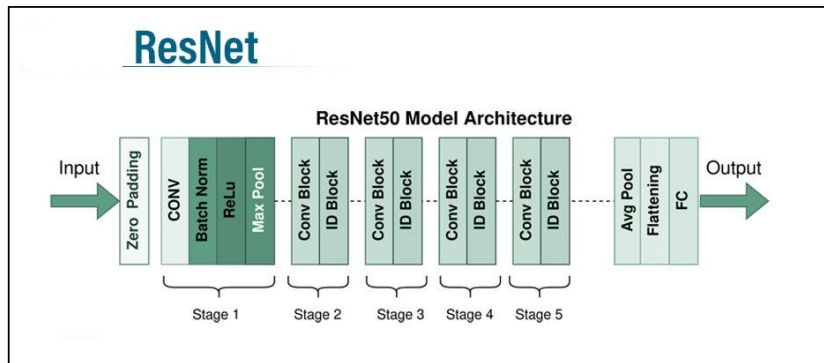 ResNet
ResNet50 Model Architecture
Input
Zero Padding
CONV
Batch Norm
ReLu
Max Pool
Conv Block
ID Block
Conv Block
ID Block
Conv Block
ID Block
Conv Block
ID Block
Avg Pool
Flattening
FC
Output
Stage 1
Stage 2
Stage 3
Stage 4
Stage 5